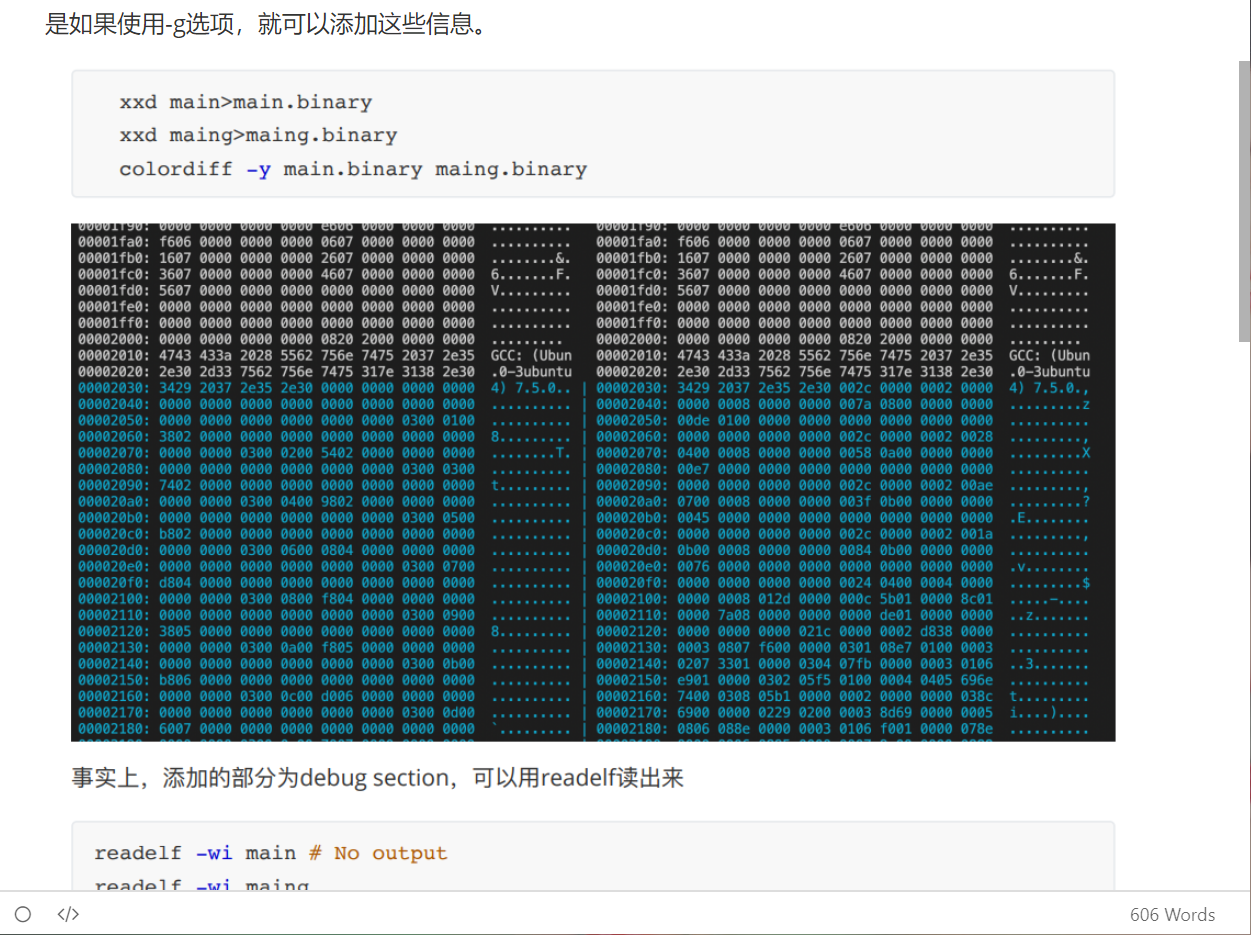 是如果使用-g选项，就可以添加这些信息。
xxd main>main.binary
xxd maing>maing.binary
colordiff -y main.binary maing.binary
00001f90: 0000 0000 0000 0000 e606 0000 0000 0000 .......... 00001f90: 0000 0000 0000 0000 e606 0000 0000 0000 ..........
00001fa0: f606 0000 0000 0000 0607 0000 0000 0000 .......... 00001fa0: f606 0000 0000 0000 0607 0000 0000 0000 ..........
00001fb0: 1607 0000 0000 0000 2607 0000 0000 0000 ........&. 00001fb0: 1607 0000 0000 0000 2607 0000 0000 0000 ........&.
00001fc0: 3607 0000 0000 0000 4607 0000 0000 0000 6.......F. 00001fc0: 3607 0000 0000 0000 4607 0000 0000 0000 6.......F.
00001fd0: 5607 0000 0000 0000 0000 0000 0000 0000 V......... 00001fd0: 5607 0000 0000 0000 0000 0000 0000 0000 V.........
00001fe0: 0000 0000 0000 0000 0000 0000 0000 0000 .......... 00001fe0: 0000 0000 0000 0000 0000 0000 0000 0000 ..........
00001ff0: 0000 0000 0000 0000 0000 0000 0000 0000 .......... 00001ff0: 0000 0000 0000 0000 0000 0000 0000 0000 ..........
00002000: 0000 0000 0000 0000 0820 2000 0000 0000 ......... 00002000: 0000 0000 0000 0000 0820 2000 0000 0000 .........
00002010: 4743 433a 2028 5562 756e 7475 2037 2e35 GCC: (Ubun 00002010: 4743 433a 2028 5562 756e 7475 2037 2e35 GCC: (Ubun
00002020: 2e30 2d33 7562 756e 7475 317e 3138 2e30 .0-3ubuntu 00002020: 2e30 2d33 7562 756e 7475 317e 3138 2e30 .0-3ubuntu
00002030: 3429 2037 2e35 2e30 0000 0000 0000 0000 4) 7.5.0.. | 00002030: 3429 2037 2e35 2e30 002c 0000 0002 0000 4) 7.5.0.,
00002040: 0000 0000 0000 0000 0000 0000 0000 0000 .......... | 00002040: 0000 0008 0000 0000 007a 0800 0000 0000 .........z
00002050: 0000 0000 0000 0000 0000 0000 0300 0100 .......... | 00002050: 00de 0100 0000 0000 0000 0000 0000 0000 ..........
00002060: 3802 0000 0000 0000 0000 0000 0000 0000 8......... | 00002060: 0000 0000 0000 0000 002c 0000 0002 0028 .........,
00002070: 0000 0000 0300 0200 5402 0000 0000 0000 ........T. | 00002070: 0400 0008 0000 0000 0058 0a00 0000 0000 .........X
00002080: 0000 0000 0000 0000 0000 0000 0300 0300 .......... | 00002080: 00e7 0000 0000 0000 0000 0000 0000 0000 ..........
00002090: 7402 0000 0000 0000 0000 0000 0000 0000 t......... | 00002090: 0000 0000 0000 0000 002c 0000 0002 00ae .........,
000020a0: 0000 0000 0300 0400 9802 0000 0000 0000 .......... | 000020a0: 0700 0008 0000 0000 003f 0b00 0000 0000 .........?
000020b0: 0000 0000 0000 0000 0000 0000 0300 0500 .......... | 000020b0: 0045 0000 0000 0000 0000 0000 0000 0000 .E........
000020c0: b802 0000 0000 0000 0000 0000 0000 0000 .......... | 000020c0: 0000 0000 0000 0000 002c 0000 0002 001a .........,
000020d0: 0000 0000 0300 0600 0804 0000 0000 0000 .......... | 000020d0: 0b00 0008 0000 0000 0084 0b00 0000 0000 ..........
000020e0: 0000 0000 0000 0000 0000 0000 0300 0700 .......... | 000020e0: 0076 0000 0000 0000 0000 0000 0000 0000 .v........
000020f0: d804 0000 0000 0000 0000 0000 0000 0000 .......... | 000020f0: 0000 0000 0000 0000 0024 0400 0004 0000 .........$
00002100: 0000 0000 0300 0800 f804 0000 0000 0000 .......... | 00002100: 0000 0008 012d 0000 000c 5b01 0000 8c01 .....-....
00002110: 0000 0000 0000 0000 0000 0000 0300 0900 .......... | 00002110: 0000 7a08 0000 0000 0000 de01 0000 0000 ..z.......
00002120: 3805 0000 0000 0000 0000 0000 0000 0000 8......... | 00002120: 0000 0000 0000 021c 0000 0002 d838 0000 ..........
00002130: 0000 0000 0300 0a00 f805 0000 0000 0000 .......... | 00002130: 0003 0807 f600 0000 0301 08e7 0100 0003 ..........
00002140: 0000 0000 0000 0000 0000 0000 0300 0b00 .......... | 00002140: 0207 3301 0000 0304 07fb 0000 0003 0106 ..3.......
00002150: b806 0000 0000 0000 0000 0000 0000 0000 .......... | 00002150: e901 0000 0302 05f5 0100 0004 0405 696e ..........
00002160: 0000 0000 0300 0c00 d006 0000 0000 0000 .......... | 00002160: 7400 0308 05b1 0000 0002 0000 0000 038c t.........
00002170: 0000 0000 0000 0000 0000 0000 0300 0d00 .......... | 00002170: 6900 0000 0229 0200 0003 8d69 0000 0005 i....)....
00002180: 6007 0000 0000 0000 0000 0000 0000 0000 `......... | 00002180: 0806 088e 0000 0003 0106 f001 0000 078e ..........
事实上，添加的部分为debug section，可以用readelf读出来
readelf -wi main # No output
readelf -wi maing
</> 606 Words